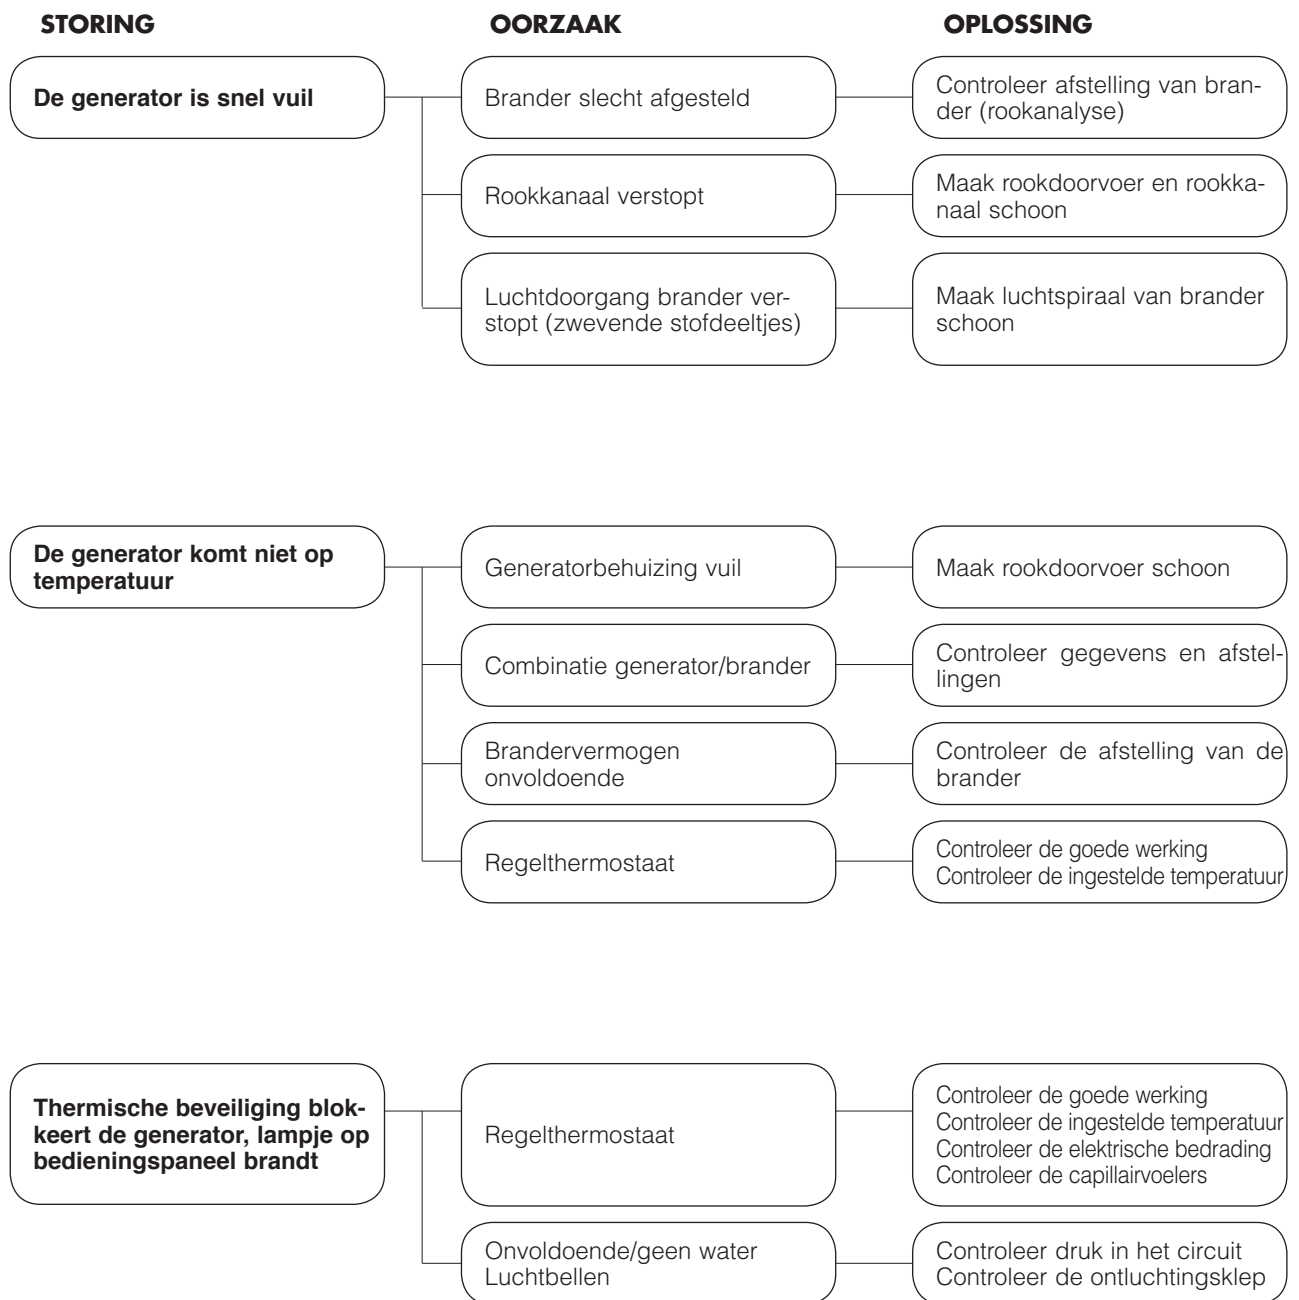 STORING OORZAAK OPLOSSING
De generator is snel vuil
Brander slecht afgesteld
Controleer afstelling van bran-
der (rookanalyse)
Rookkanaal verstopt
Maak rookdoorvoer en rookka-
naal schoon
Luchtdoorgang brander ver-
stopt (zwevende stofdeeltjes)
Maak luchtspiraal van brander
schoon
De generator komt niet op
temperatuur
Generatorbehuizing vuil
Maak rookdoorvoer schoon
Combinatie generator/brander
Controleer gegevens en afstel-
lingen
Brandervermogen
onvoldoende
Controleer de afstelling van de
brander
Regelthermostaat
Controleer de goede werking
Controleer de ingestelde temperatuur
Thermische beveiliging blok-
keert de generator, lampje op
bedieningspaneel brandt
Regelthermostaat
Controleer de goede werking
Controleer de ingestelde temperatuur
Controleer de elektrische bedrading
Controleer de capillairvoelers
Onvoldoende/geen water
Luchtbellen
Controleer druk in het circuit
Controleer de ontluchtingsklep